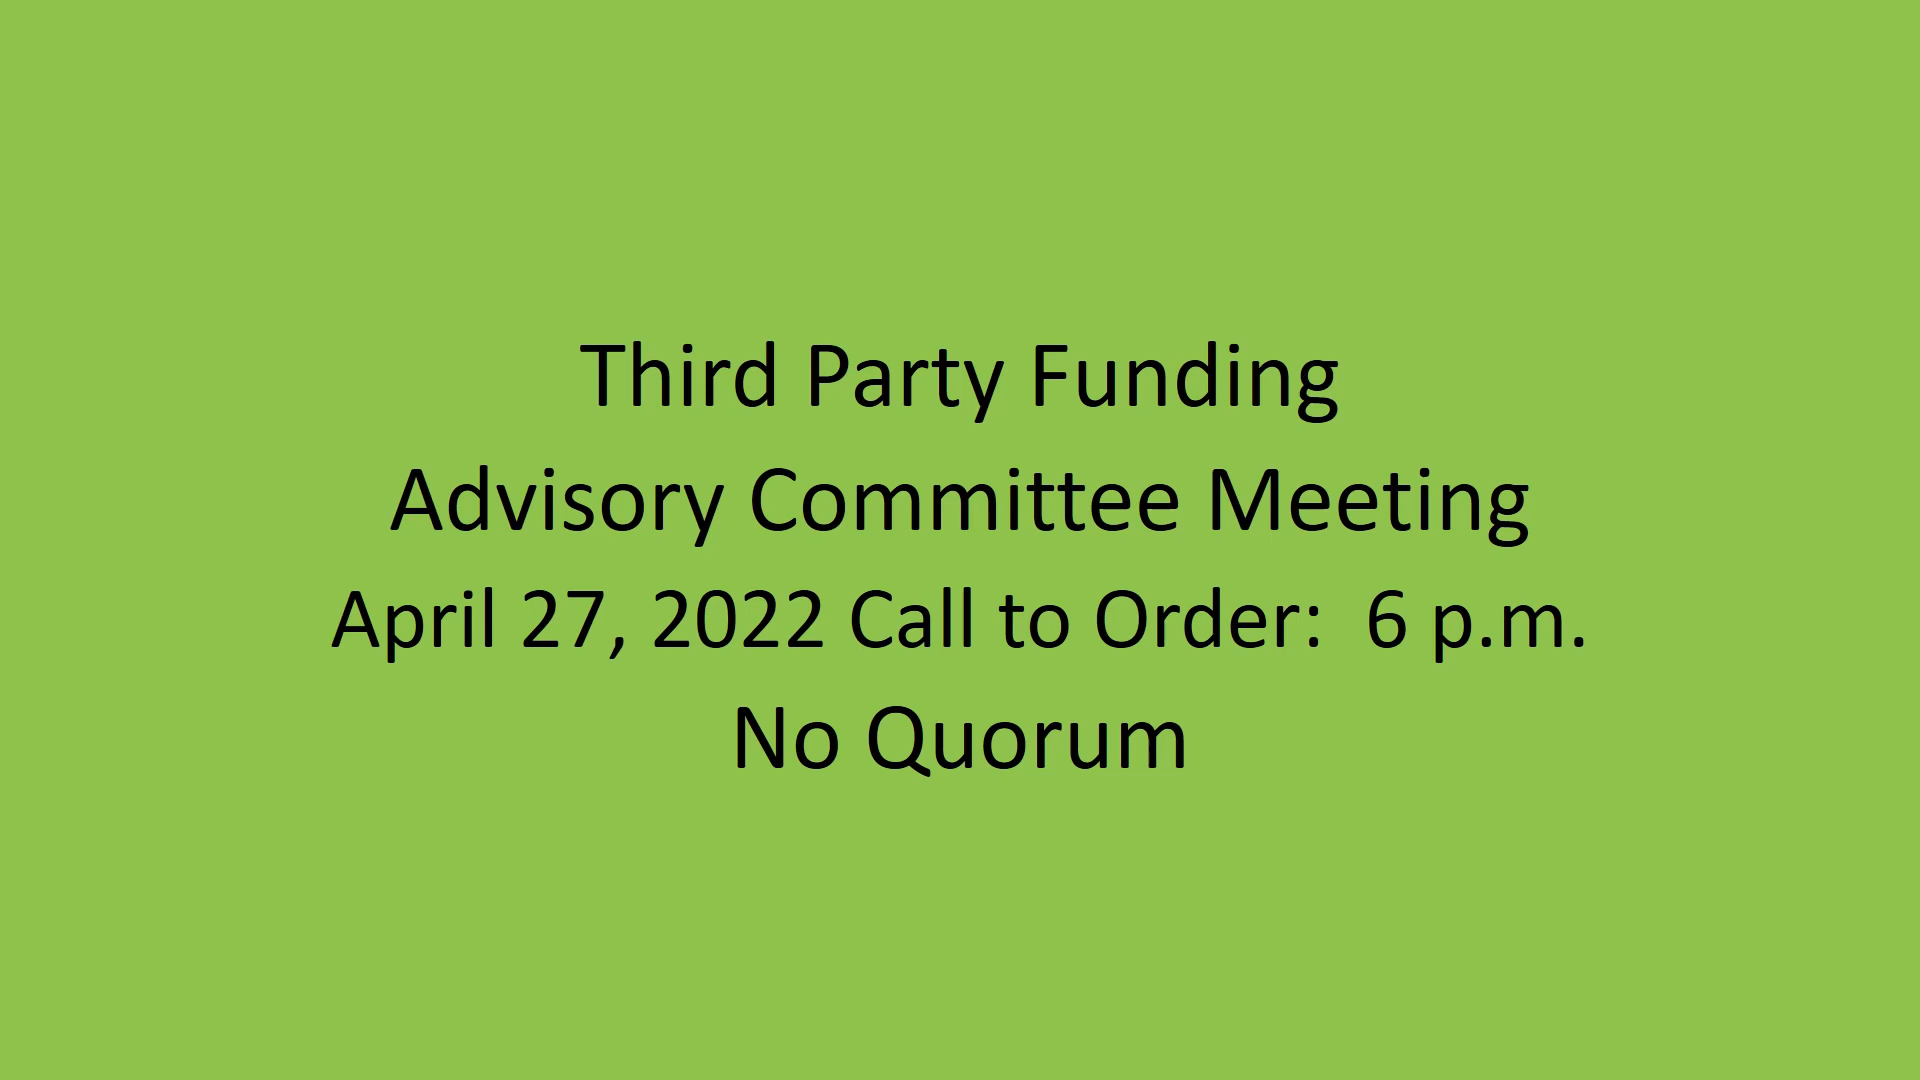 Third Party Funding
Advisory Committee Meeting
April 27, 2022 Call to Order:  6 p.m.
No Quorum